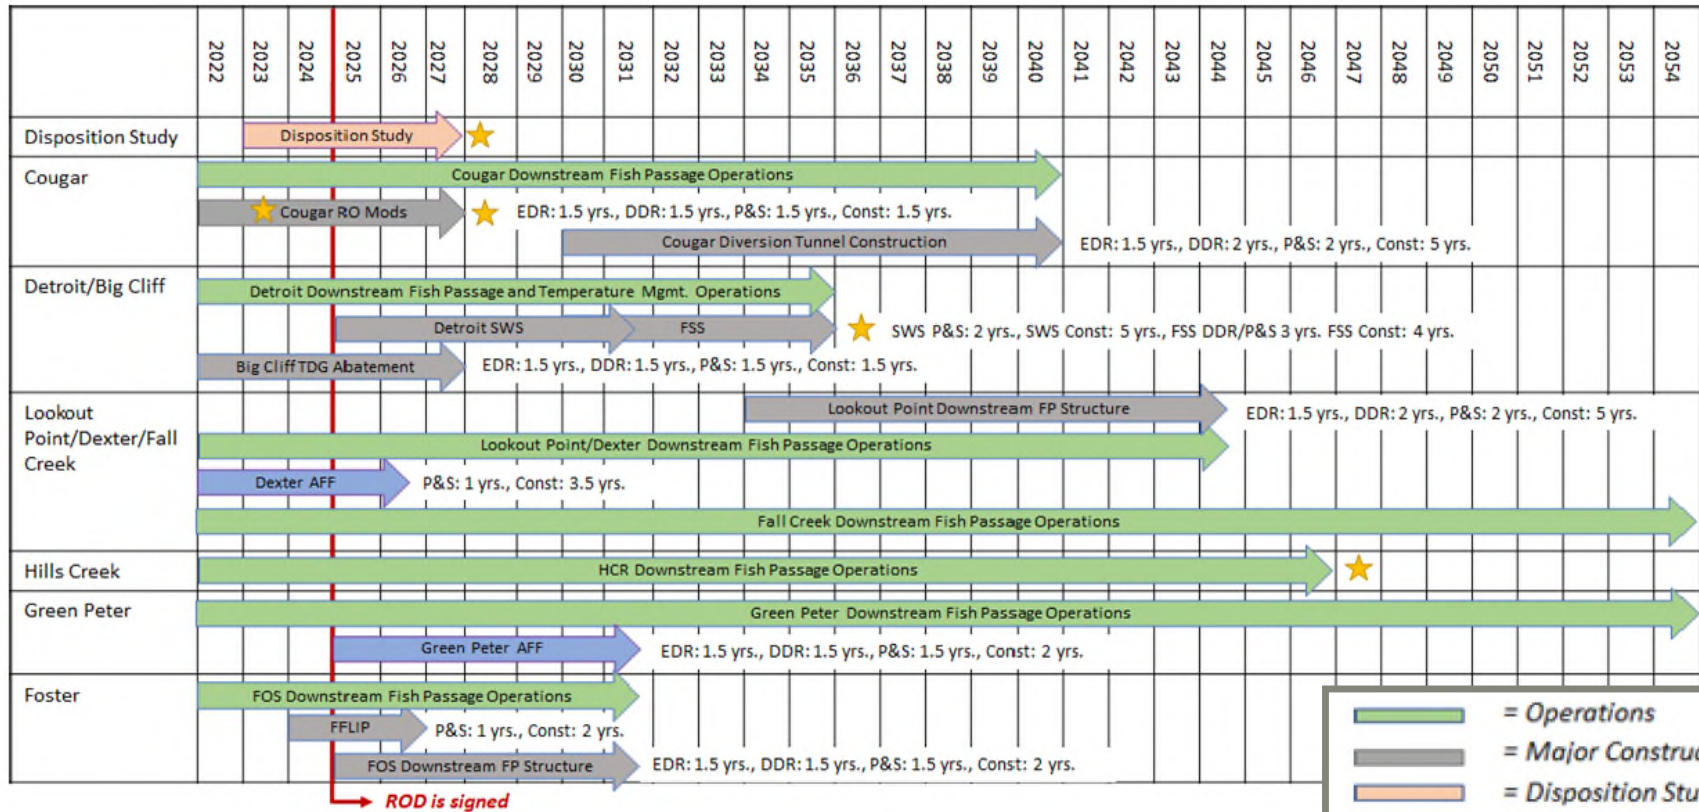 2022 2023 2024 2025 2026 2027 2028 2029 2030 2031 2032 2033 2034 2035 2036 2037 2038 2039 2040 2041 2042 2043 2044 2045 2046 2047 2048 2049 2050 2051 2052 2053 2054
Disposition Study
Disposition Study
Cougar
Cougar Downstream Fish Passage Operations
Cougar RO Mods
EDR: 1.5 yrs., DDR: 1.5 yrs., P&S: 1.5 yrs., Const: 1.5 yrs.
Cougar Diversion Tunnel Construction
EDR: 1.5 yrs., DDR: 2 yrs., P&S: 2 yrs., Const: 5 yrs.
Detroit/Big Cliff
Detroit Downstream Fish Passage and Temperature Mgmt. Operations
Detroit SWS
FSS
SWS P&S: 2 yrs., SWS Const: 5 yrs., FSS DDR/P&S 3 yrs. FSS Const: 4 yrs.
Big Cliff TDG Abatement
EDR: 1.5 yrs., DDR: 1.5 yrs., P&S: 1.5 yrs., Const: 1.5 yrs.
Lookout
Point/Dexter/Fall
Creek
Lookout Point Downstream FP Structure
EDR: 1.5 yrs., DDR: 2 yrs., P&S: 2 yrs., Const: 5 yrs.
Lookout Point/Dexter Downstream Fish Passage Operations
Dexter AFF
P&S: 1 yrs., Const: 3.5 yrs.
Fall Creek Downstream Fish Passage Operations
Hills Creek
HCR Downstream Fish Passage Operations
Green Peter
Green Peter Downstream Fish Passage Operations
Green Peter AFF
EDR: 1.5 yrs., DDR: 1.5 yrs., P&S: 1.5 yrs., Const: 2 yrs.
Foster
FOS Downstream Fish Passage Operations
FFLIP
P&S: 1 yrs., Const: 2 yrs.
FOS Downstream FP Structure
EDR: 1.5 yrs., DDR: 1.5 yrs., P&S: 1.5 yrs., Const: 2 yrs.
ROD is signed
= Operations
= Major Constru
= Disposition Stu